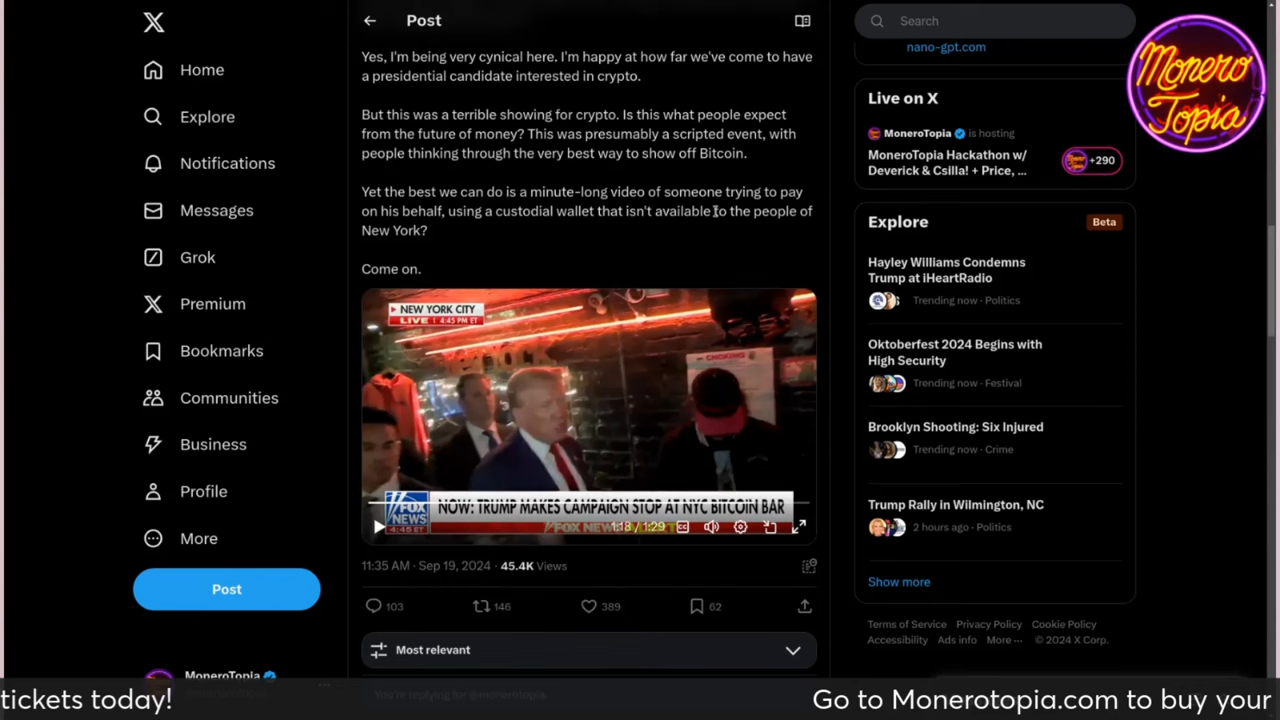 Post
Search
Yes, I'm being very cynical here. I'm happy at how far we've come to have
a presidential candidate interested in crypto.
But this was a terrible showing for crypto. Is this what people expect
from the future of money? This was presumably a scripted event, with
people thinking through the very best way to show off Bitcoin.
Yet the best we can do is a minute-long video of someone trying to pay
on his behalf, using a custodial wallet that isn't available to the people of
New York?
Come on.
NEW YORK CITY
LIVE 4:45 PM ET
CHOKING
NOW: TRUMP MAKES CAMPAIGN STOP AT NYC BITCOIN BAR
FOX
NEWS
4:45 ET
1:18 / 1:29
11:35 AM · Sep 19, 2024 · 45.4K Views
103
146
389
62
Most relevant
Home
Explore
Notifications
Messages
Grok
Premium
Bookmarks
Communities
Business
Profile
More
Post
MoneroTopia
nano-gpt.com
Live on X
MoneroTopia is hosting
MoneroTopia Hackathon w/
Deverick & Csilla! + Price, ...
+290
Explore
Beta
Hayley Williams Condemns
Trump at iHeartRadio
Trending now · Politics
Oktoberfest 2024 Begins with
High Security
Trending now · Festival
Brooklyn Shooting: Six Injured
Trending now · Crime
Trump Rally in Wilmington, NC
2 hours ago · Politics
Show more
Terms of Service Privacy Policy Cookie Policy
Accessibility Ads info More ··· © 2024 X Corp.
Monero
Topia
tickets today!
Go to Monerotopia.com to buy your